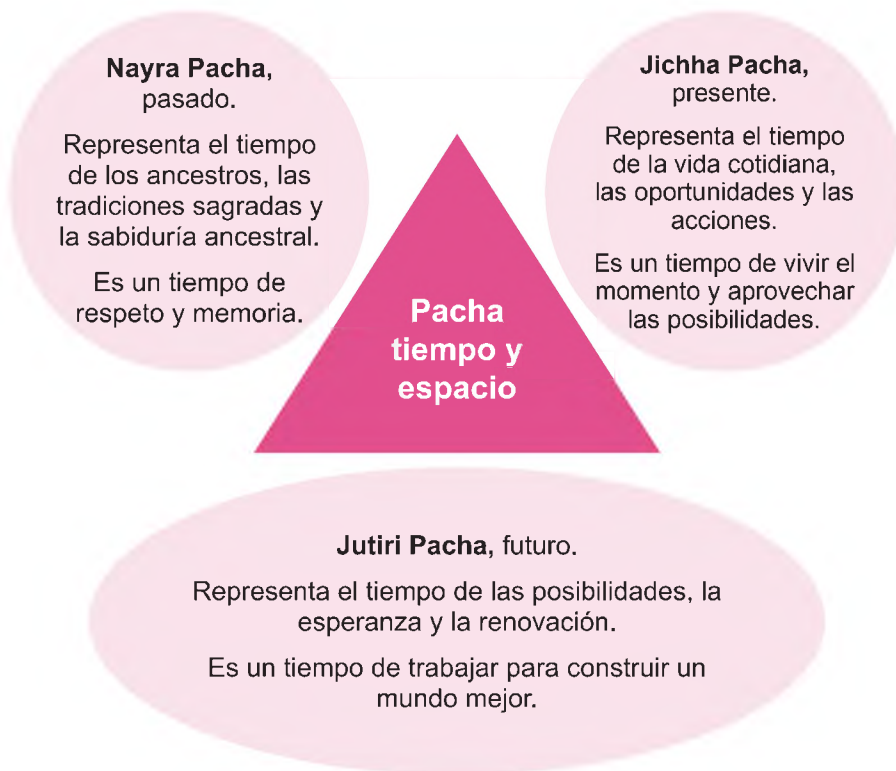 Nayra Pacha,
pasado.
Representa el tiempo
de los ancestros, las
tradiciones sagradas y
la sabiduría ancestral.
Es un tiempo de
respeto y memoria.
Jichha Pacha,
presente.
Representa el tiempo
de la vida cotidiana,
las oportunidades y las
acciones.
Es un tiempo de vivir el
momento y aprovechar
las posibilidades.
Pacha
tiempo y
espacio
Jutiri Pacha, futuro.
Representa el tiempo de las posibilidades, la
esperanza y la renovación.
Es un tiempo de trabajar para construir un
mundo mejor.